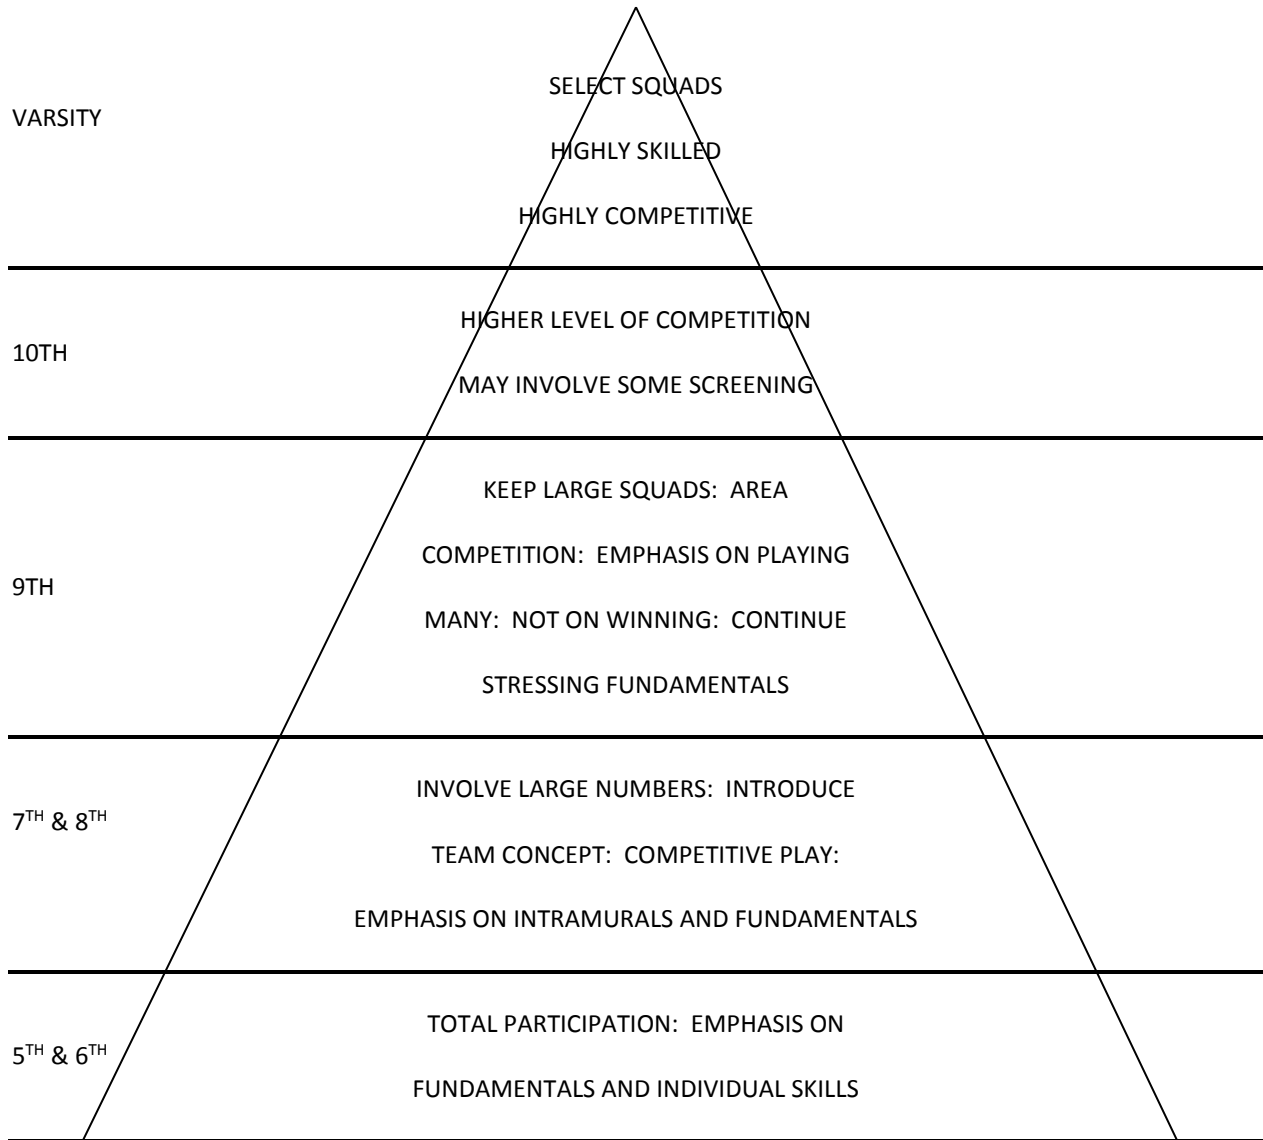 VARSITY
SELECT SQUADS
HIGHLY SKILLED
HIGHLY COMPETITIVE
10TH
HIGHER LEVEL OF COMPETITION
MAY INVOLVE SOME SCREENING
9TH
KEEP LARGE SQUADS:  AREA
COMPETITION:  EMPHASIS ON PLAYING
MANY:  NOT ON WINNING:  CONTINUE
STRESSING FUNDAMENTALS
7TH & 8TH
INVOLVE LARGE NUMBERS:  INTRODUCE
TEAM CONCEPT:  COMPETITIVE PLAY:
EMPHASIS ON INTRAMURALS AND FUNDAMENTALS
5TH & 6TH
TOTAL PARTICIPATION:  EMPHASIS ON
FUNDAMENTALS AND INDIVIDUAL SKILLS